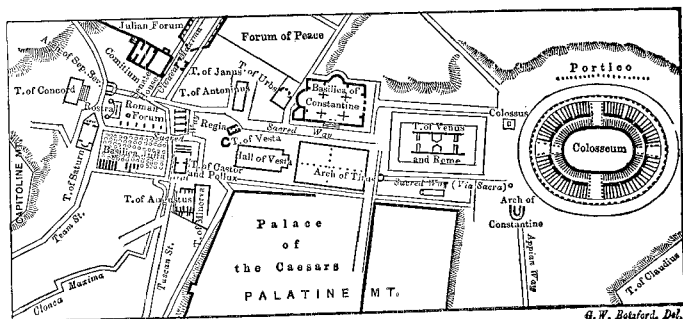 Julian Forum
Forum of Peace
Comitium
T. of Janus
T. of Urbs
T. of Concord
T. of Antonius
Basilica of
Constantine
Portico
Rostra
Roman
Forum
Regia
Sacred Way
Colossus
T. of Vesta
T. of Venus
and Rome
Colosseum
Hall of Vesta
T. of Castor
and Pollux
Arch of Titus
Sacred Way (Via Sacra)
CAPITOLINE M.
T. of Saturn
T. of Augustus
T. of Minerva
Arch of
Constantine
Tuscan St.
Palace
of
the Caesars
PALATINE MT.
Appian Way
T. of Claudius
Cloaca Maxima
G. W. Botsford, Del.